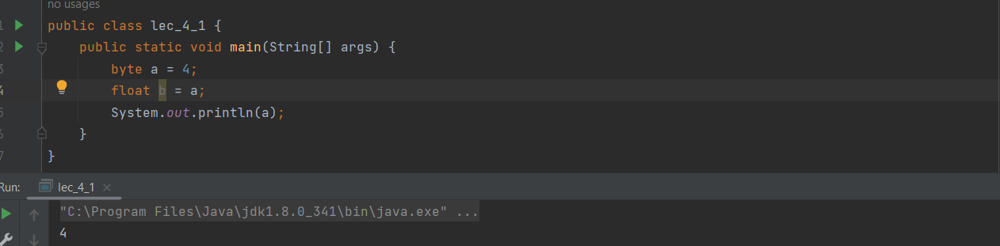 no usages
1 public class lec_4_1 {
2 public static void main(String[] args) {
3 byte a = 4;
4 float b = a;
5 System.out.println(a);
6 }
7 }
Run: lec_4_1
"C:\Program Files\Java\jdk1.8.0_341\bin\java.exe" ...
4